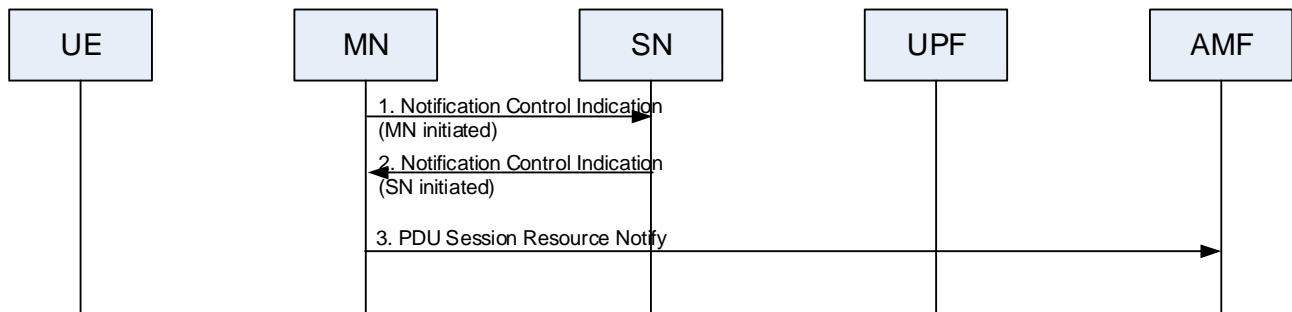 UE
MN
SN
UPF
AMF
1. Notification Control Indication
(MN initiated)
2. Notification Control Indication
(SN initiated)
3. PDU Session Resource Notify